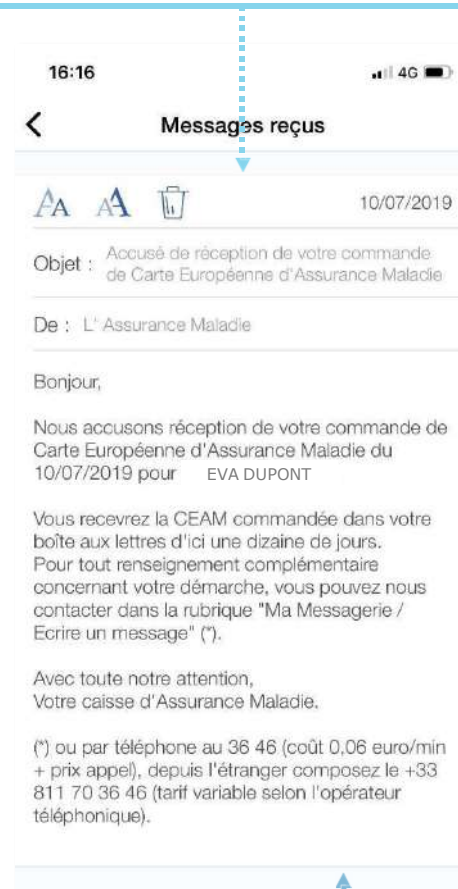 16:16 4G
Messages reçus
AA AA 10/07/2019
Objet : Accusé de réception de votre commande
de Carte Européenne d'Assurance Maladie
De : L' Assurance Maladie
Bonjour,
Nous accusons réception de votre commande de
Carte Européenne d'Assurance Maladie du
10/07/2019 pour EVA DUPONT
Vous recevrez la CEAM commandée dans votre
boîte aux lettres d'ici une dizaine de jours.
Pour tout renseignement complémentaire
concernant votre démarche, vous pouvez nous
contacter dans la rubrique "Ma Messagerie /
Ecrire un message" (*).
Avec toute notre attention,
Votre caisse d'Assurance Maladie.
(*) ou par téléphone au 36 46 (coût 0,06 euro/min
+ prix appel), depuis l'étranger composez le +33
811 70 36 46 (tarif variable selon l'opérateur
téléphonique).